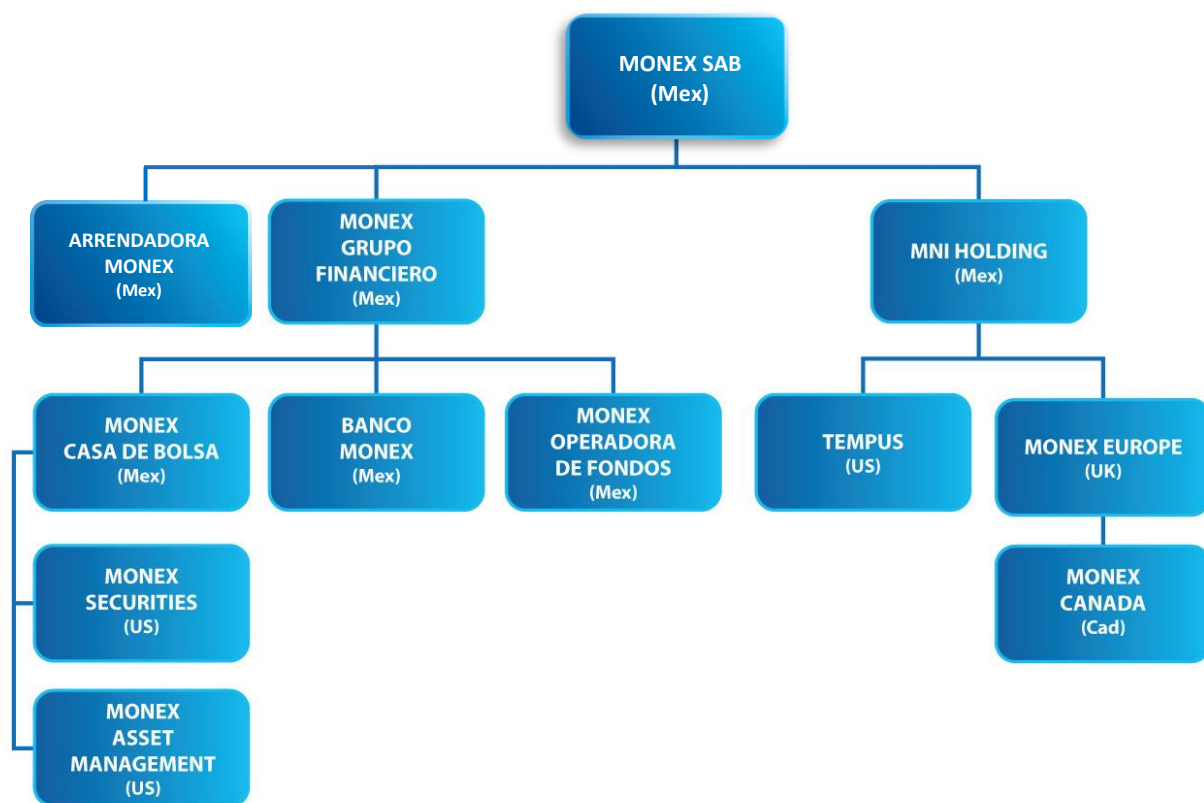 MONEX SAB
(Mex)
ARRENDADORA
MONEX
(Mex)
MONEX
GRUPO
FINANCIERO
(Mex)
MNI HOLDING
(Mex)
MONEX
CASA DE BOLSA
(Mex)
BANCO
MONEX
(Mex)
MONEX
OPERADORA
DE FONDOS
(Mex)
TEMPUS
(US)
MONEX EUROPE
(UK)
MONEX
SECURITIES
(US)
MONEX
CANADA
(Cad)
MONEX
ASSET
MANAGEMENT
(US)